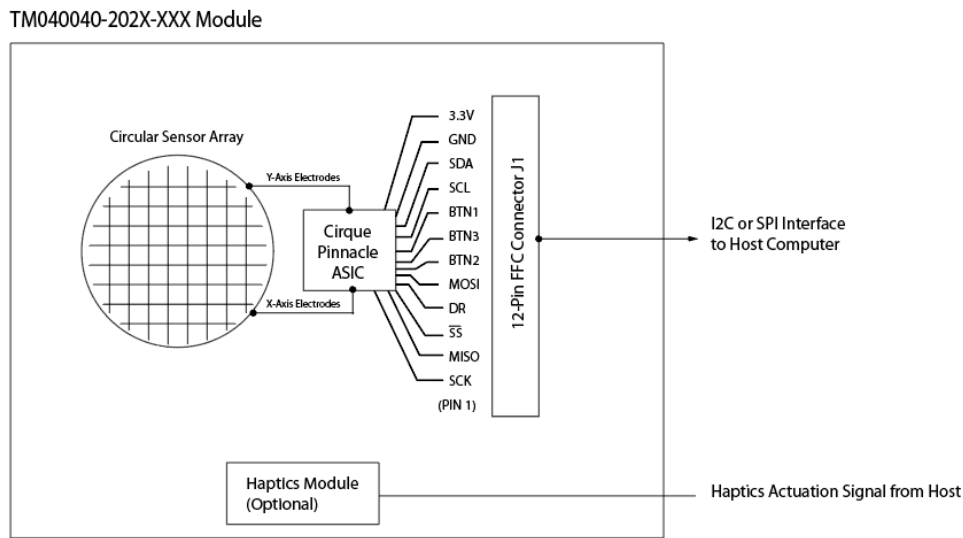 TM040040-202X-XXX Module
Circular Sensor Array
Y-Axis Electrodes
X-Axis Electrodes
Cirque
Pinnacle
ASIC
3.3V
GND
SDA
SCL
BTN1
BTN3
BTN2
MOSI
DR
S̅S̅
MISO
SCK
(PIN 1)
12-Pin FFC Connector J1
I2C or SPI Interface
to Host Computer
Haptics Module
(Optional)
Haptics Actuation Signal from Host